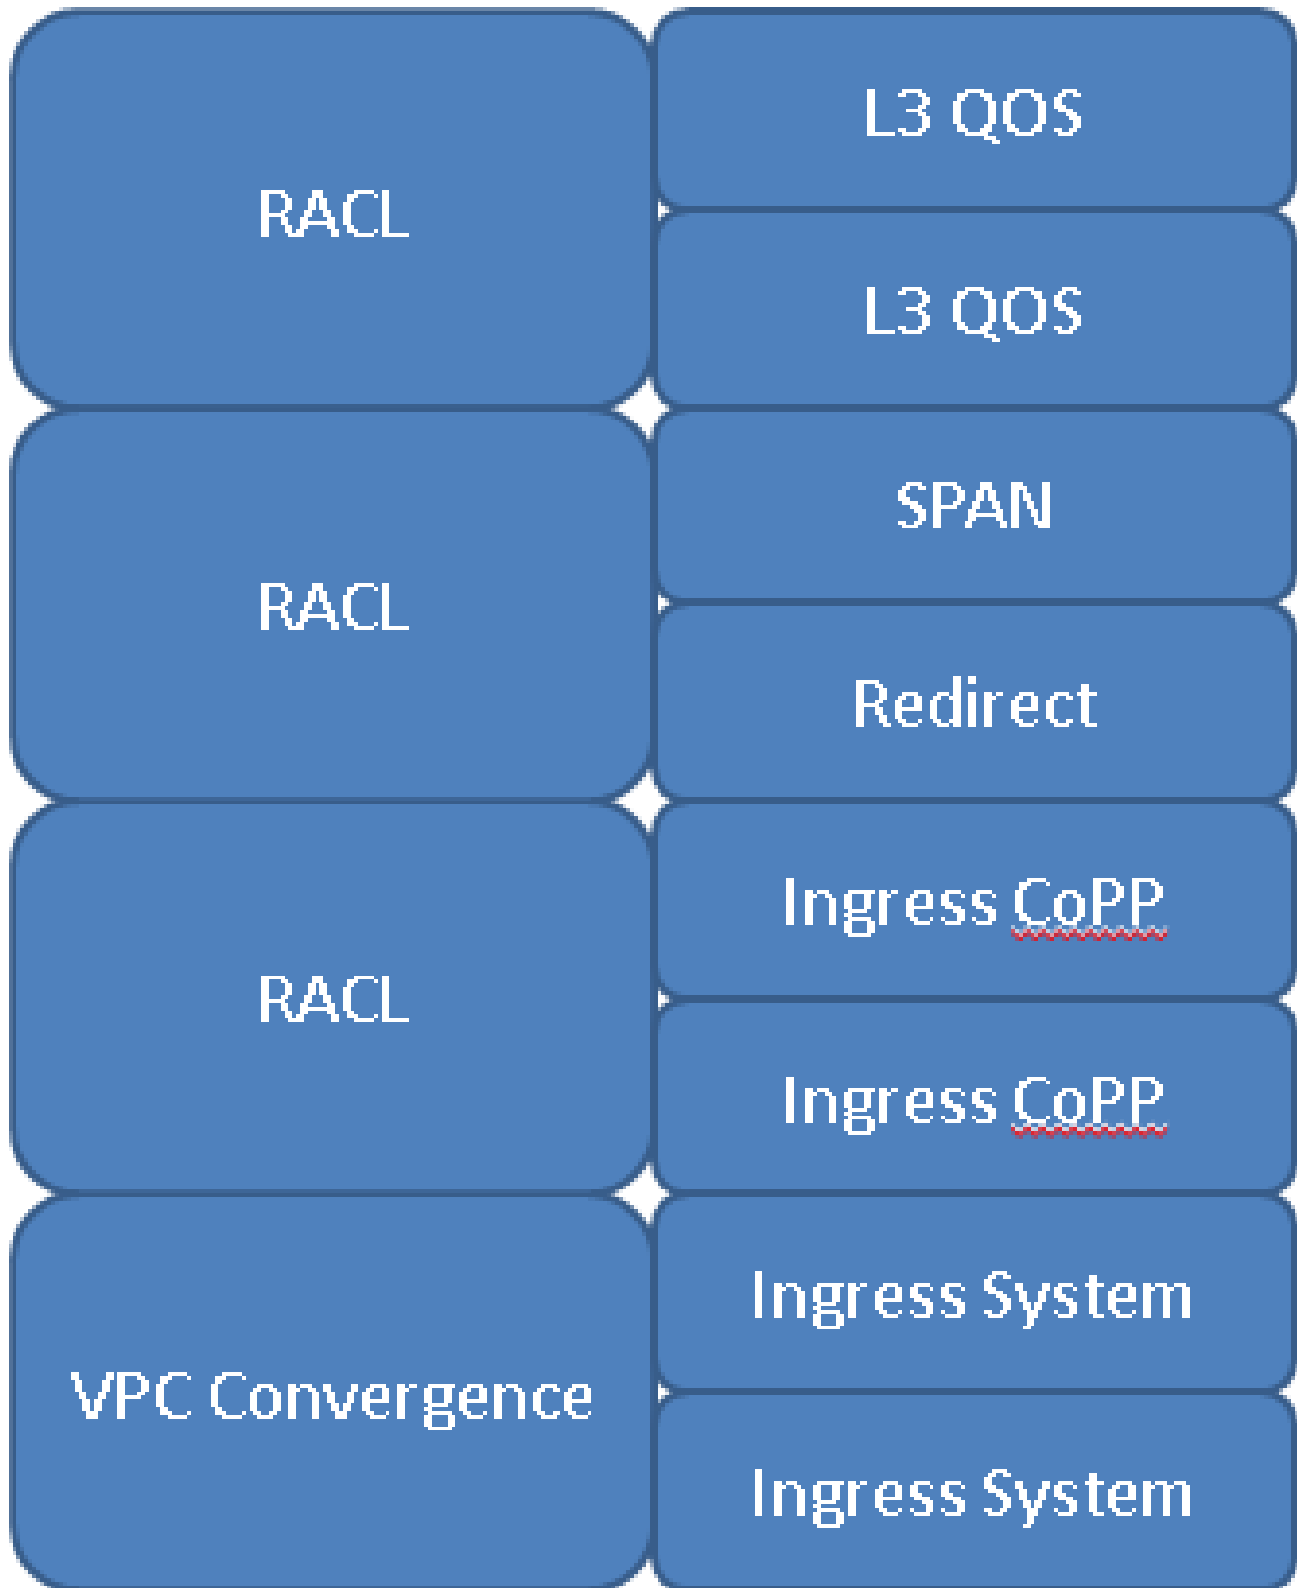 RACL
L3 QOS
L3 QOS
RACL
SPAN
Redirect
RACL
Ingress CoPP
Ingress CoPP
VPC Convergence
Ingress System
Ingress System